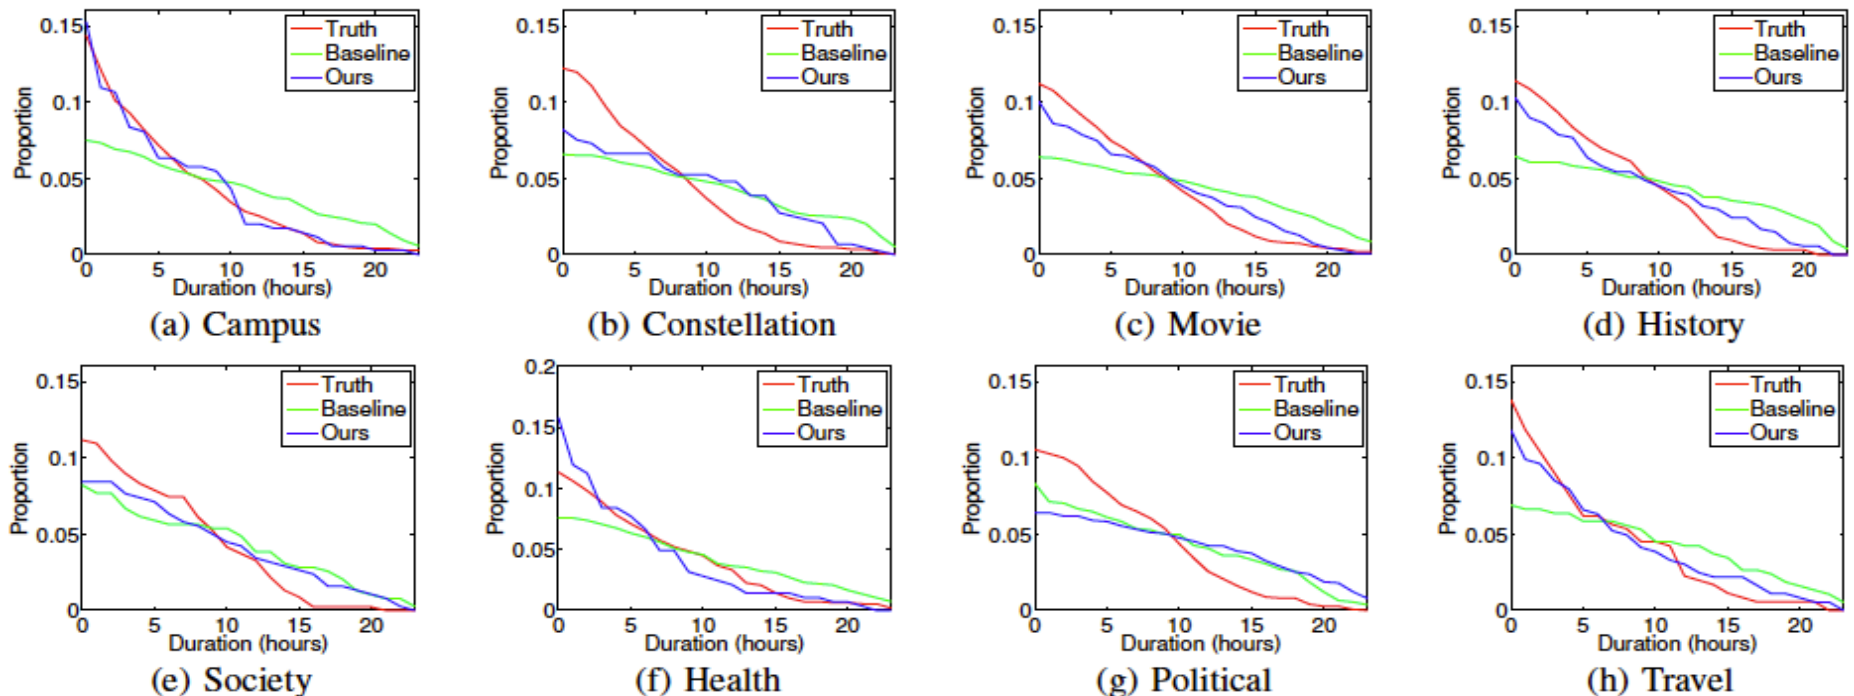 0.15
0.1
0.05
0
Proportion
0 5 10 15 20
Duration (hours)
Truth
Baseline
Ours
(a) Campus
0.15
0.1
0.05
0
Proportion
0 5 10 15 20
Duration (hours)
Truth
Baseline
Ours
(b) Constellation
0.15
0.1
0.05
0
Proportion
0 5 10 15 20
Duration (hours)
Truth
Baseline
Ours
(c) Movie
0.15
0.1
0.05
0
Proportion
0 5 10 15 20
Duration (hours)
Truth
Baseline
Ours
(d) History
0.15
0.1
0.05
0
Proportion
0 5 10 15 20
Duration (hours)
Truth
Baseline
Ours
(e) Society
0.2
0.15
0.1
0.05
0
Proportion
0 5 10 15 20
Duration (hours)
Truth
Baseline
Ours
(f) Health
0.15
0.1
0.05
0
Proportion
0 5 10 15 20
Duration (hours)
Truth
Baseline
Ours
(g) Political
0.15
0.1
0.05
0
Proportion
0 5 10 15 20
Duration (hours)
Truth
Baseline
Ours
(h) Travel